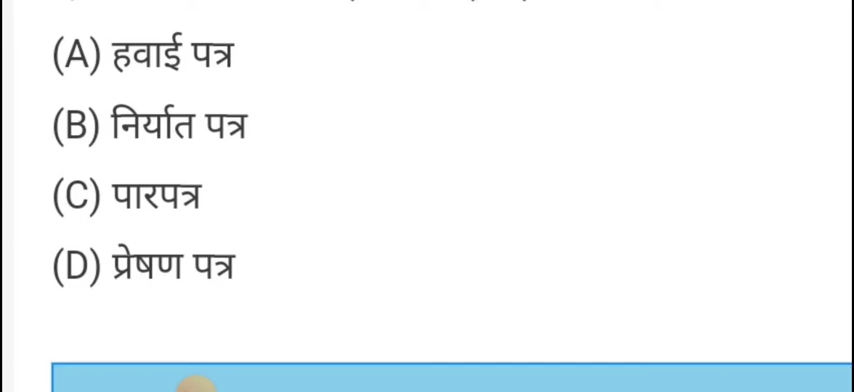 (A) हवाई पत्र
(B) निर्यात पत्र
(C) पारपत्र
(D) प्रेषण पत्र